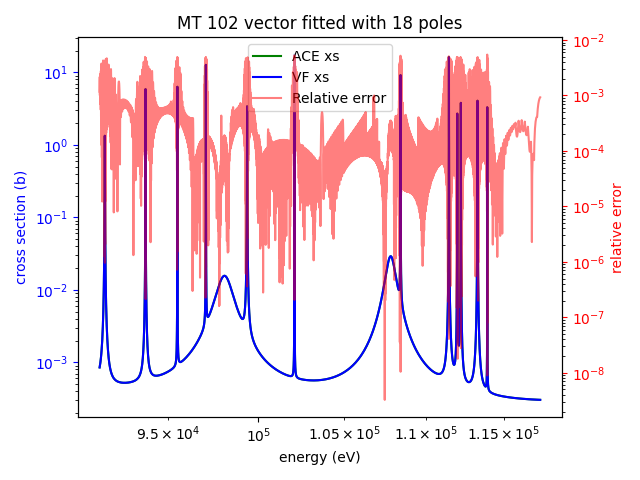 MT 102 vector fitted with 18 poles
ACE xs
VF xs
Relative error
cross section (b)
10¹
10⁰
10⁻¹
10⁻²
10⁻³
10⁻²
10⁻³
10⁻⁴
10⁻⁵
10⁻⁶
10⁻⁷
10⁻⁸
relative error
9.5 × 10⁴
10⁵
1.05 × 10⁵
1.1 × 10⁵
1.15 × 10⁵
energy (eV)